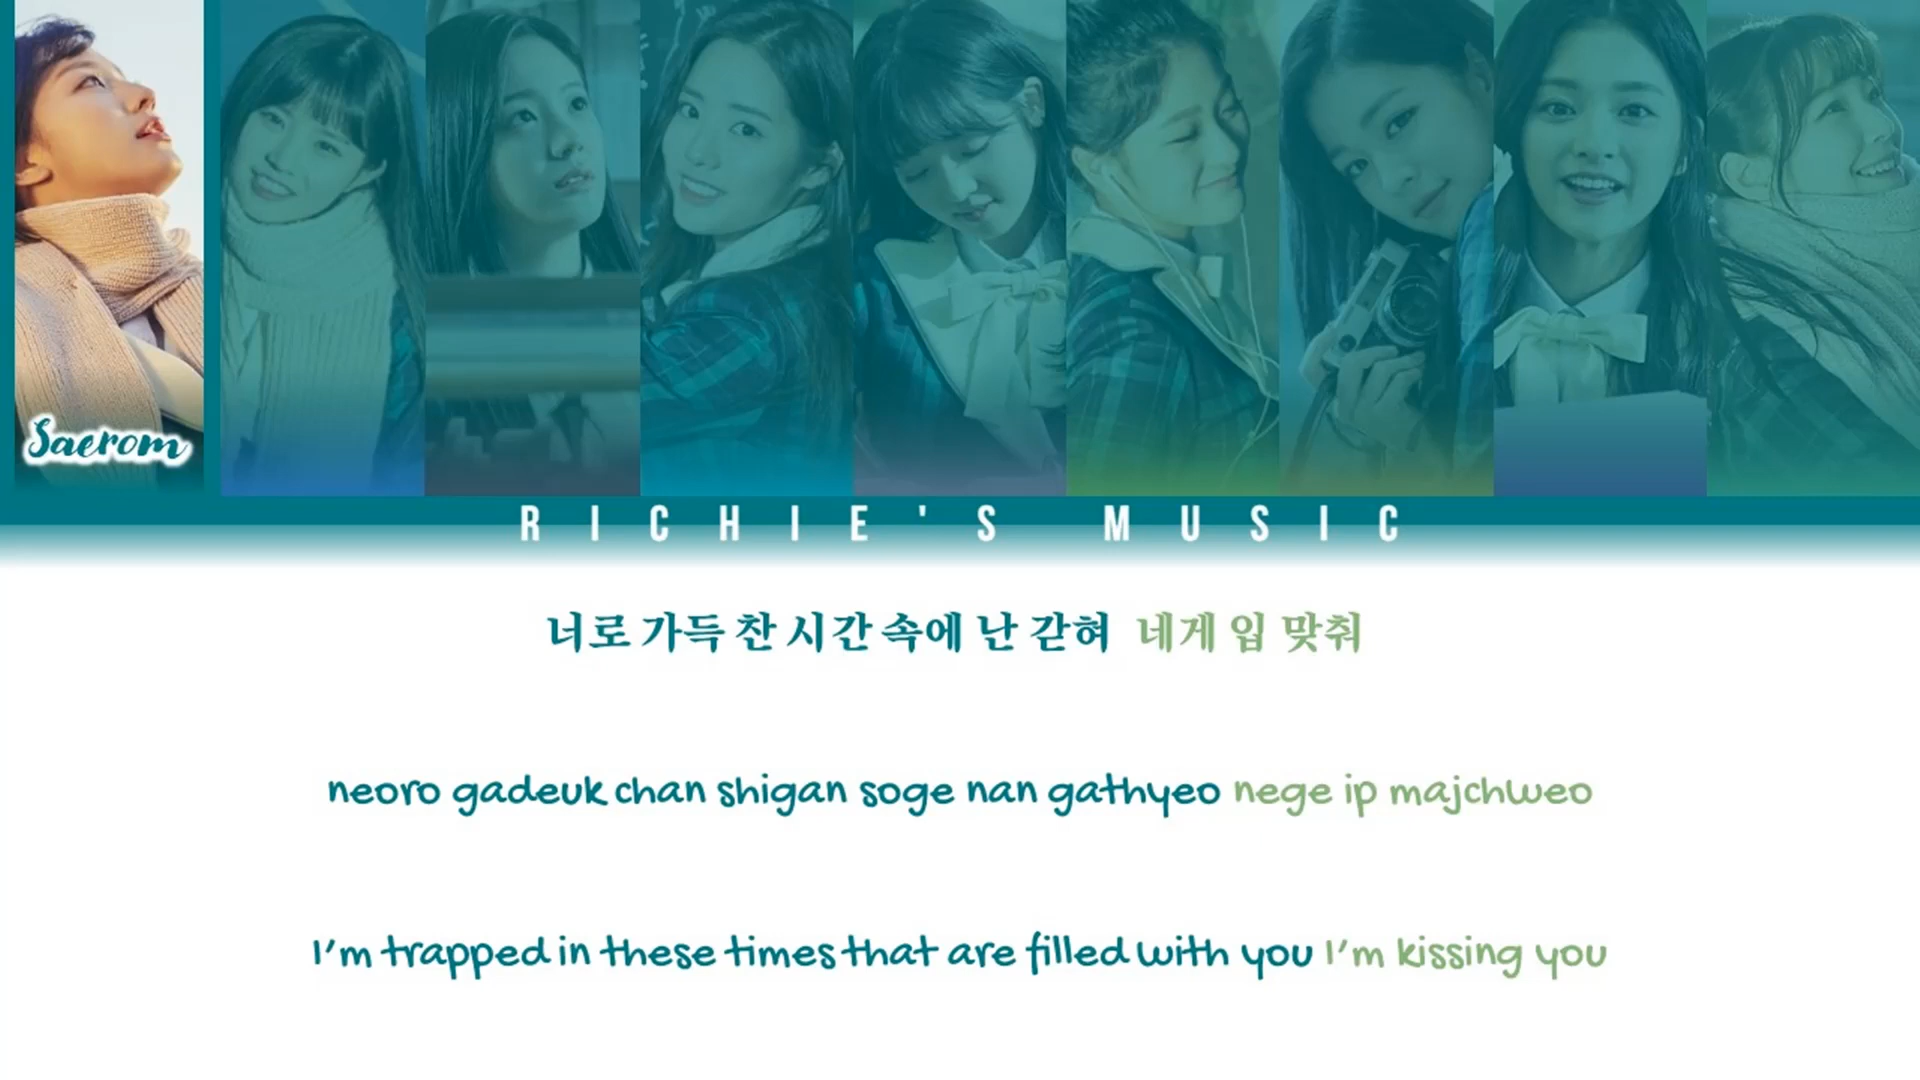 Saerom
RICHIE'S MUSIC
너로 가득 찬 시간 속에 난 갇혀 네게 입 맞춰
neoro gadeuk chan shigan soge nan gathyeo nege ip majchweo
I'm trapped in these times that are filled with you I'm kissing you